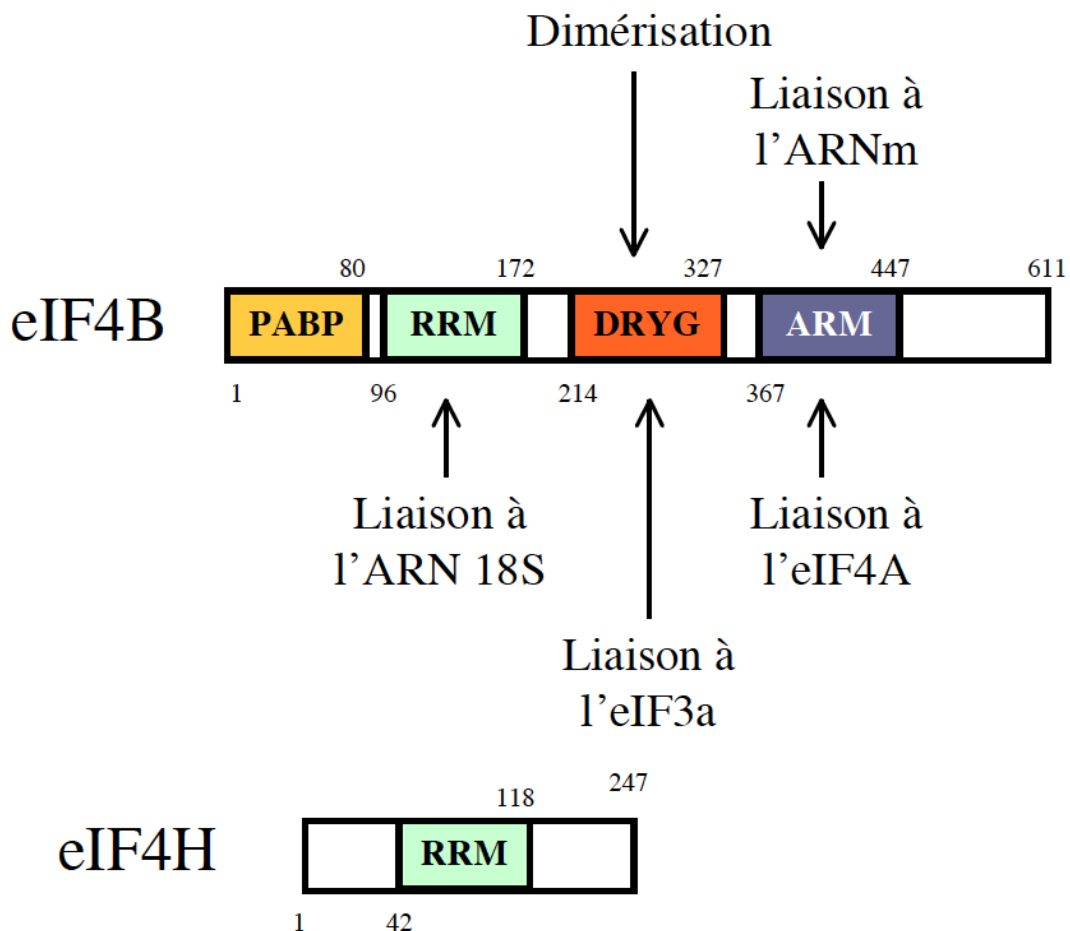 Dimérisation
Liaison à
l’ARNm
80 172 327 447 611
eIF4B PABP RRM DRYG ARM
1 96 214 367
Liaison à
l’ARN 18S
Liaison à
l’eIF4A
Liaison à
l’eIF3a
118 247
eIF4H RRM
1 42